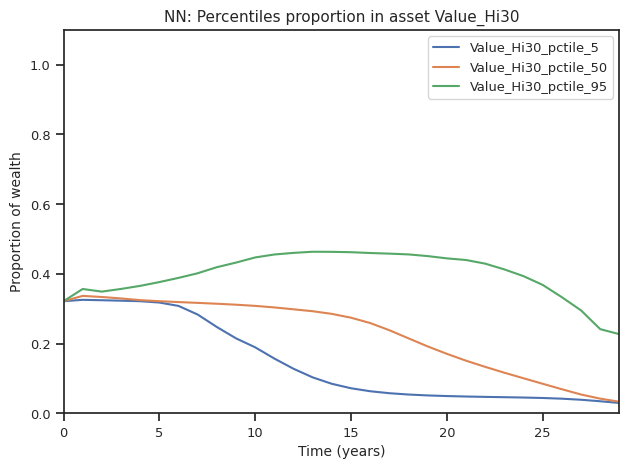 NN: Percentiles proportion in asset Value_Hi30
Value_Hi30_pctile_5
Value_Hi30_pctile_50
Value_Hi30_pctile_95
Proportion of wealth
1.0
0.8
0.6
0.4
0.2
0.0
0 5 10 15 20 25
Time (years)